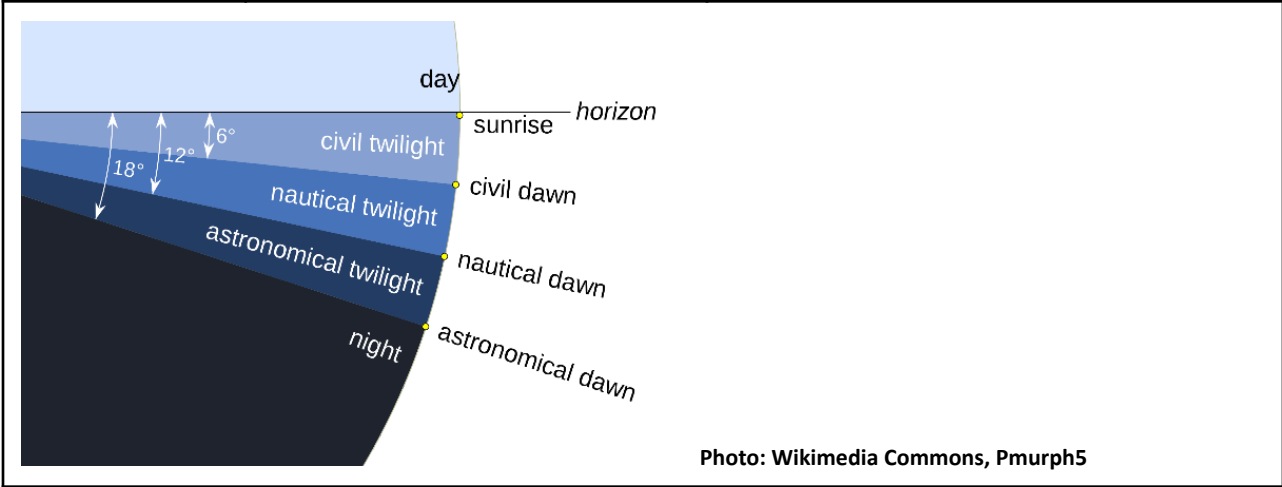 day
horizon
sunrise
6°
civil twilight
12°
18°
civil dawn
nautical twilight
astronomical twilight
nautical dawn
night
astronomical dawn
Photo: Wikimedia Commons, Pmurph5